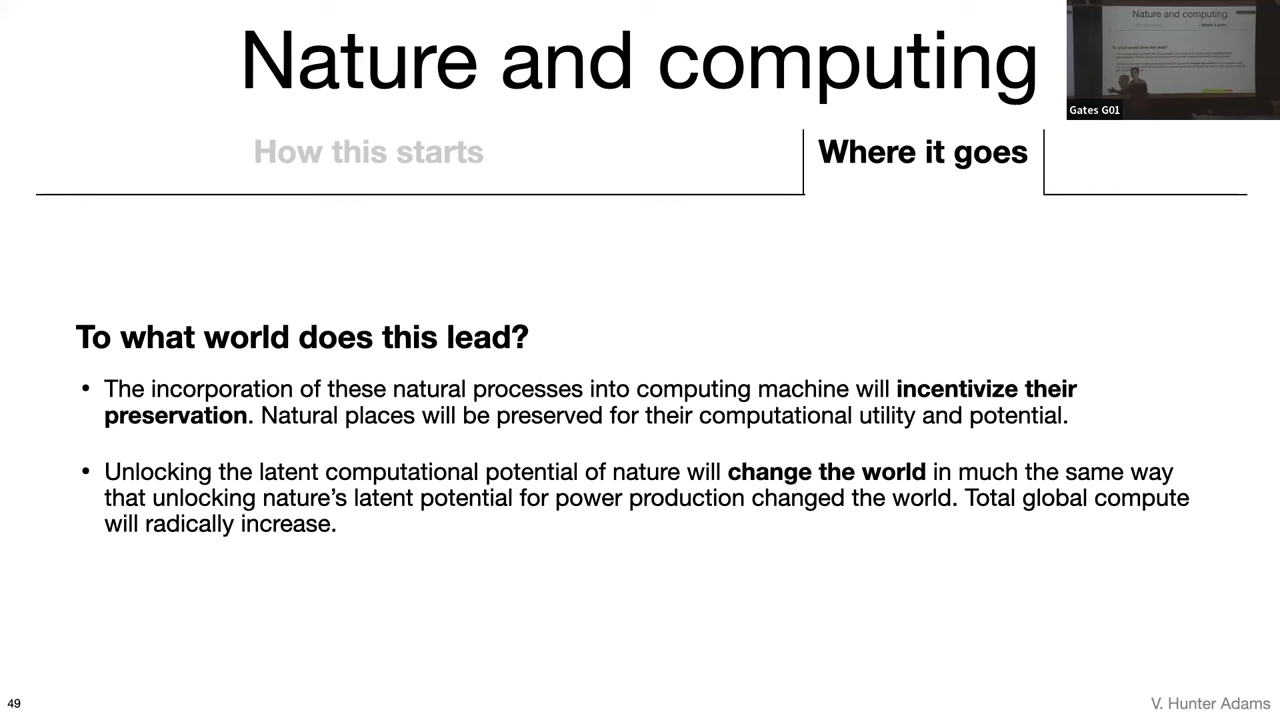 Nature and computing
Nature and computing
Gates G01
How this starts
Where it goes
To what world does this lead?
• The incorporation of these natural processes into computing machine will incentivize their
preservation. Natural places will be preserved for their computational utility and potential.
• Unlocking the latent computational potential of nature will change the world in much the same way
that unlocking nature's latent potential for power production changed the world. Total global compute
will radically increase.
49
V. Hunter Adams